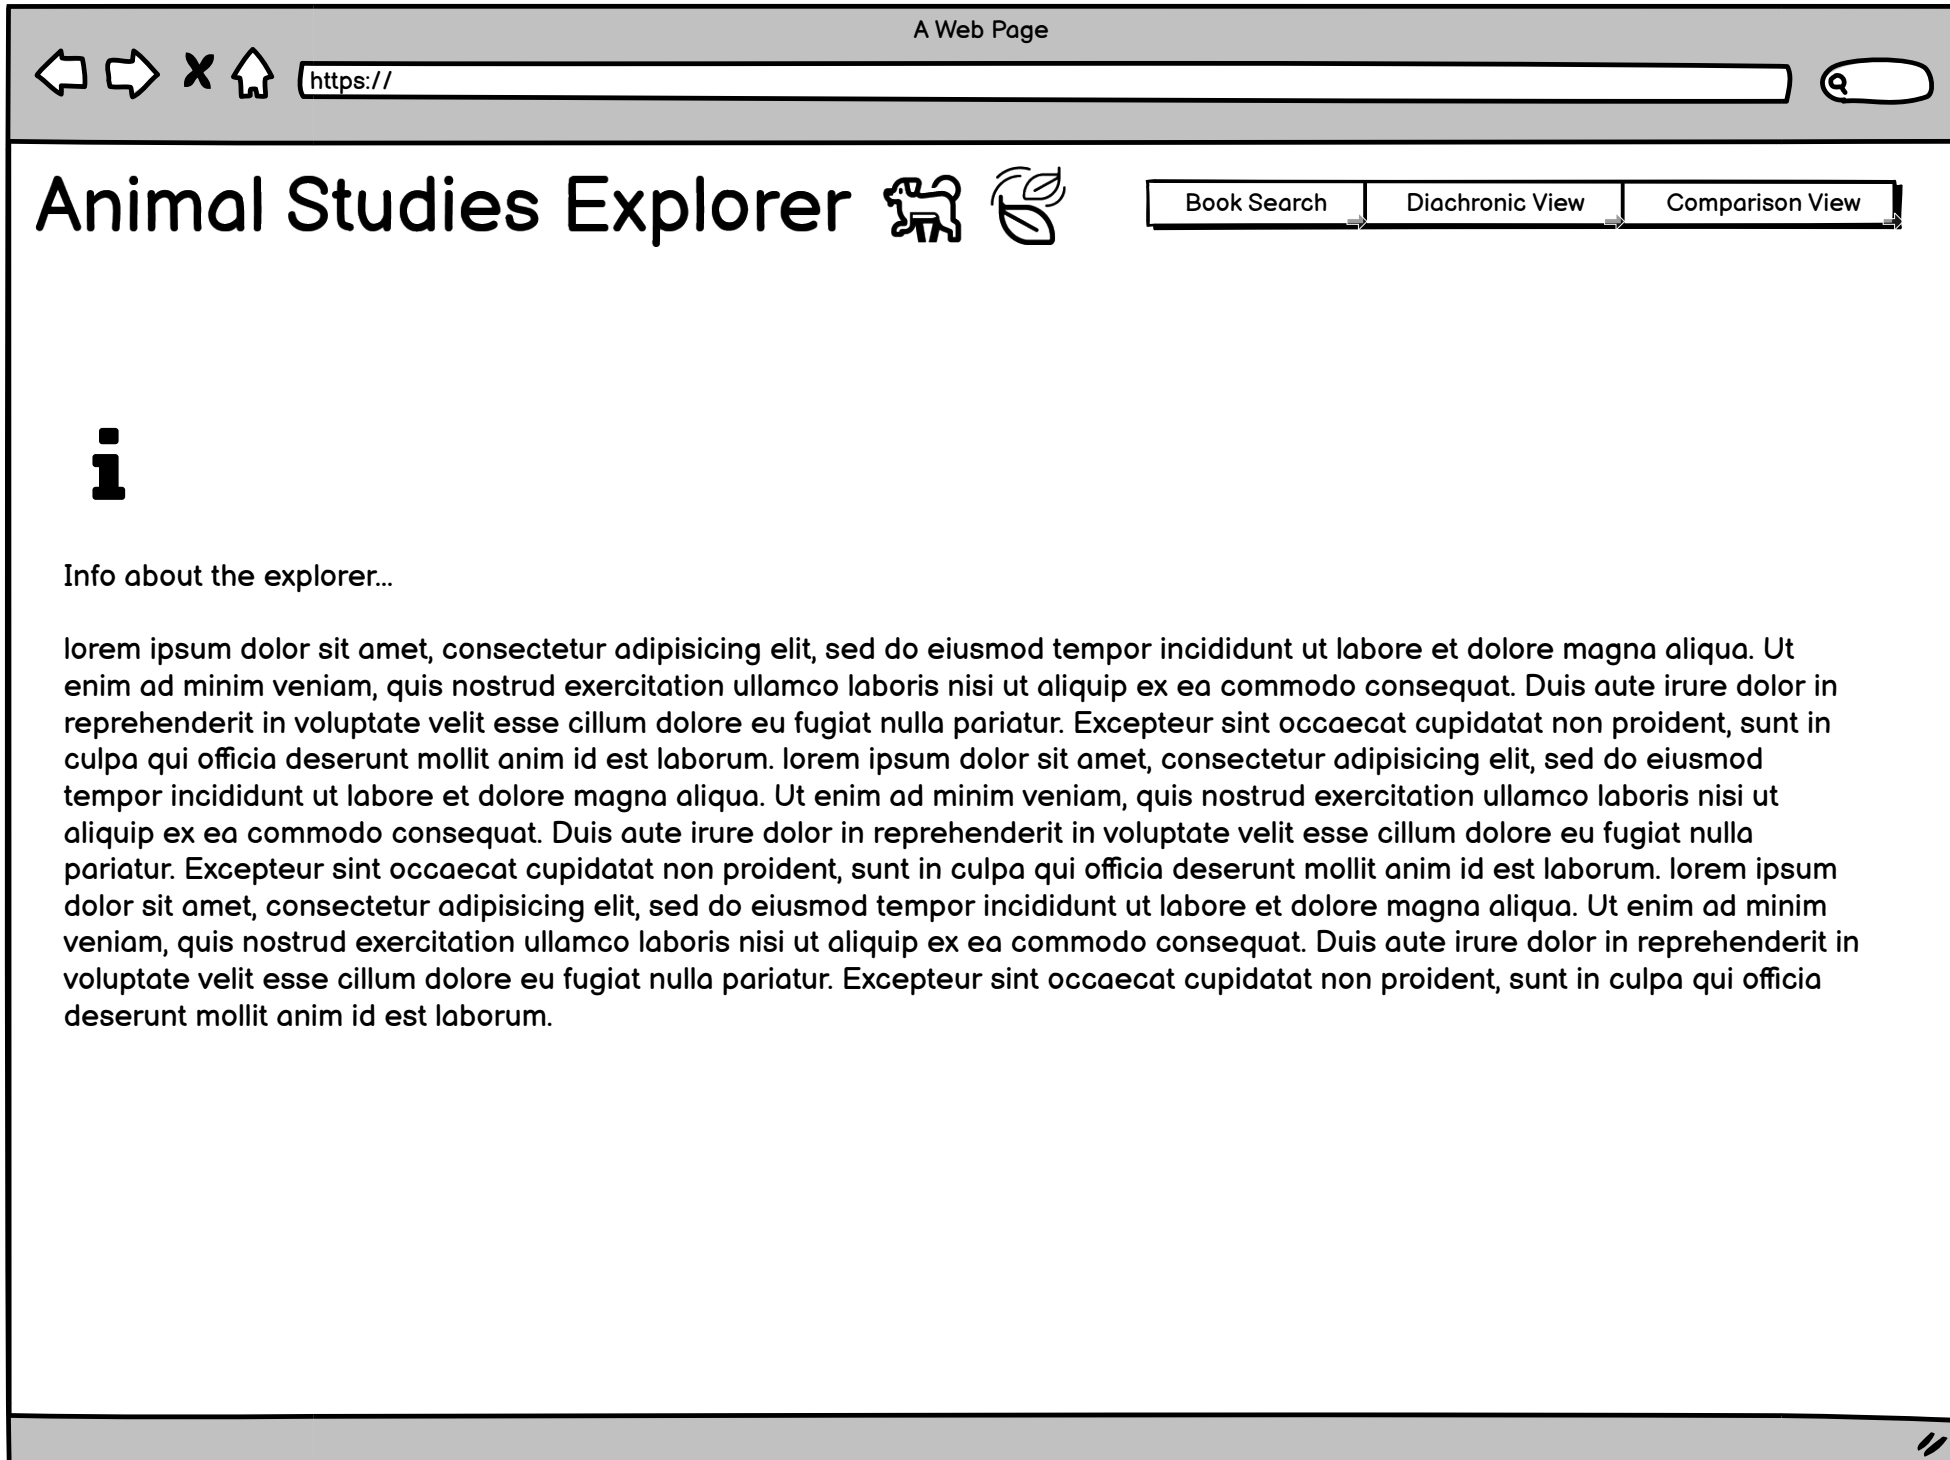 A Web Page
https://
Animal Studies Explorer
Book Search
Diachronic View
Comparison View
i
Info about the explorer...
lorem ipsum dolor sit amet, consectetur adipisicing elit, sed do eiusmod tempor incididunt ut labore et dolore magna aliqua. Ut
enim ad minim veniam, quis nostrud exercitation ullamco laboris nisi ut aliquip ex ea commodo consequat. Duis aute irure dolor in
reprehenderit in voluptate velit esse cillum dolore eu fugiat nulla pariatur. Excepteur sint occaecat cupidatat non proident, sunt in
culpa qui officia deserunt mollit anim id est laborum. lorem ipsum dolor sit amet, consectetur adipisicing elit, sed do eiusmod
tempor incididunt ut labore et dolore magna aliqua. Ut enim ad minim veniam, quis nostrud exercitation ullamco laboris nisi ut
aliquip ex ea commodo consequat. Duis aute irure dolor in reprehenderit in voluptate velit esse cillum dolore eu fugiat nulla
pariatur. Excepteur sint occaecat cupidatat non proident, sunt in culpa qui officia deserunt mollit anim id est laborum. lorem ipsum
dolor sit amet, consectetur adipisicing elit, sed do eiusmod tempor incididunt ut labore et dolore magna aliqua. Ut enim ad minim
veniam, quis nostrud exercitation ullamco laboris nisi ut aliquip ex ea commodo consequat. Duis aute irure dolor in reprehenderit in
voluptate velit esse cillum dolore eu fugiat nulla pariatur. Excepteur sint occaecat cupidatat non proident, sunt in culpa qui officia
deserunt mollit anim id est laborum.